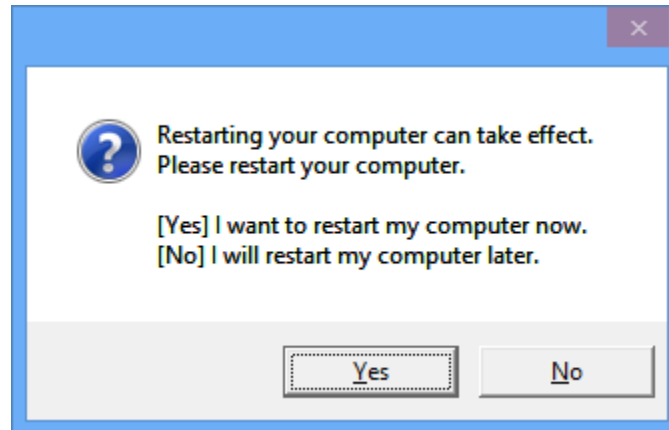 Restarting your computer can take effect.
Please restart your computer.
[Yes] I want to restart my computer now.
[No] I will restart my computer later.
Yes
No